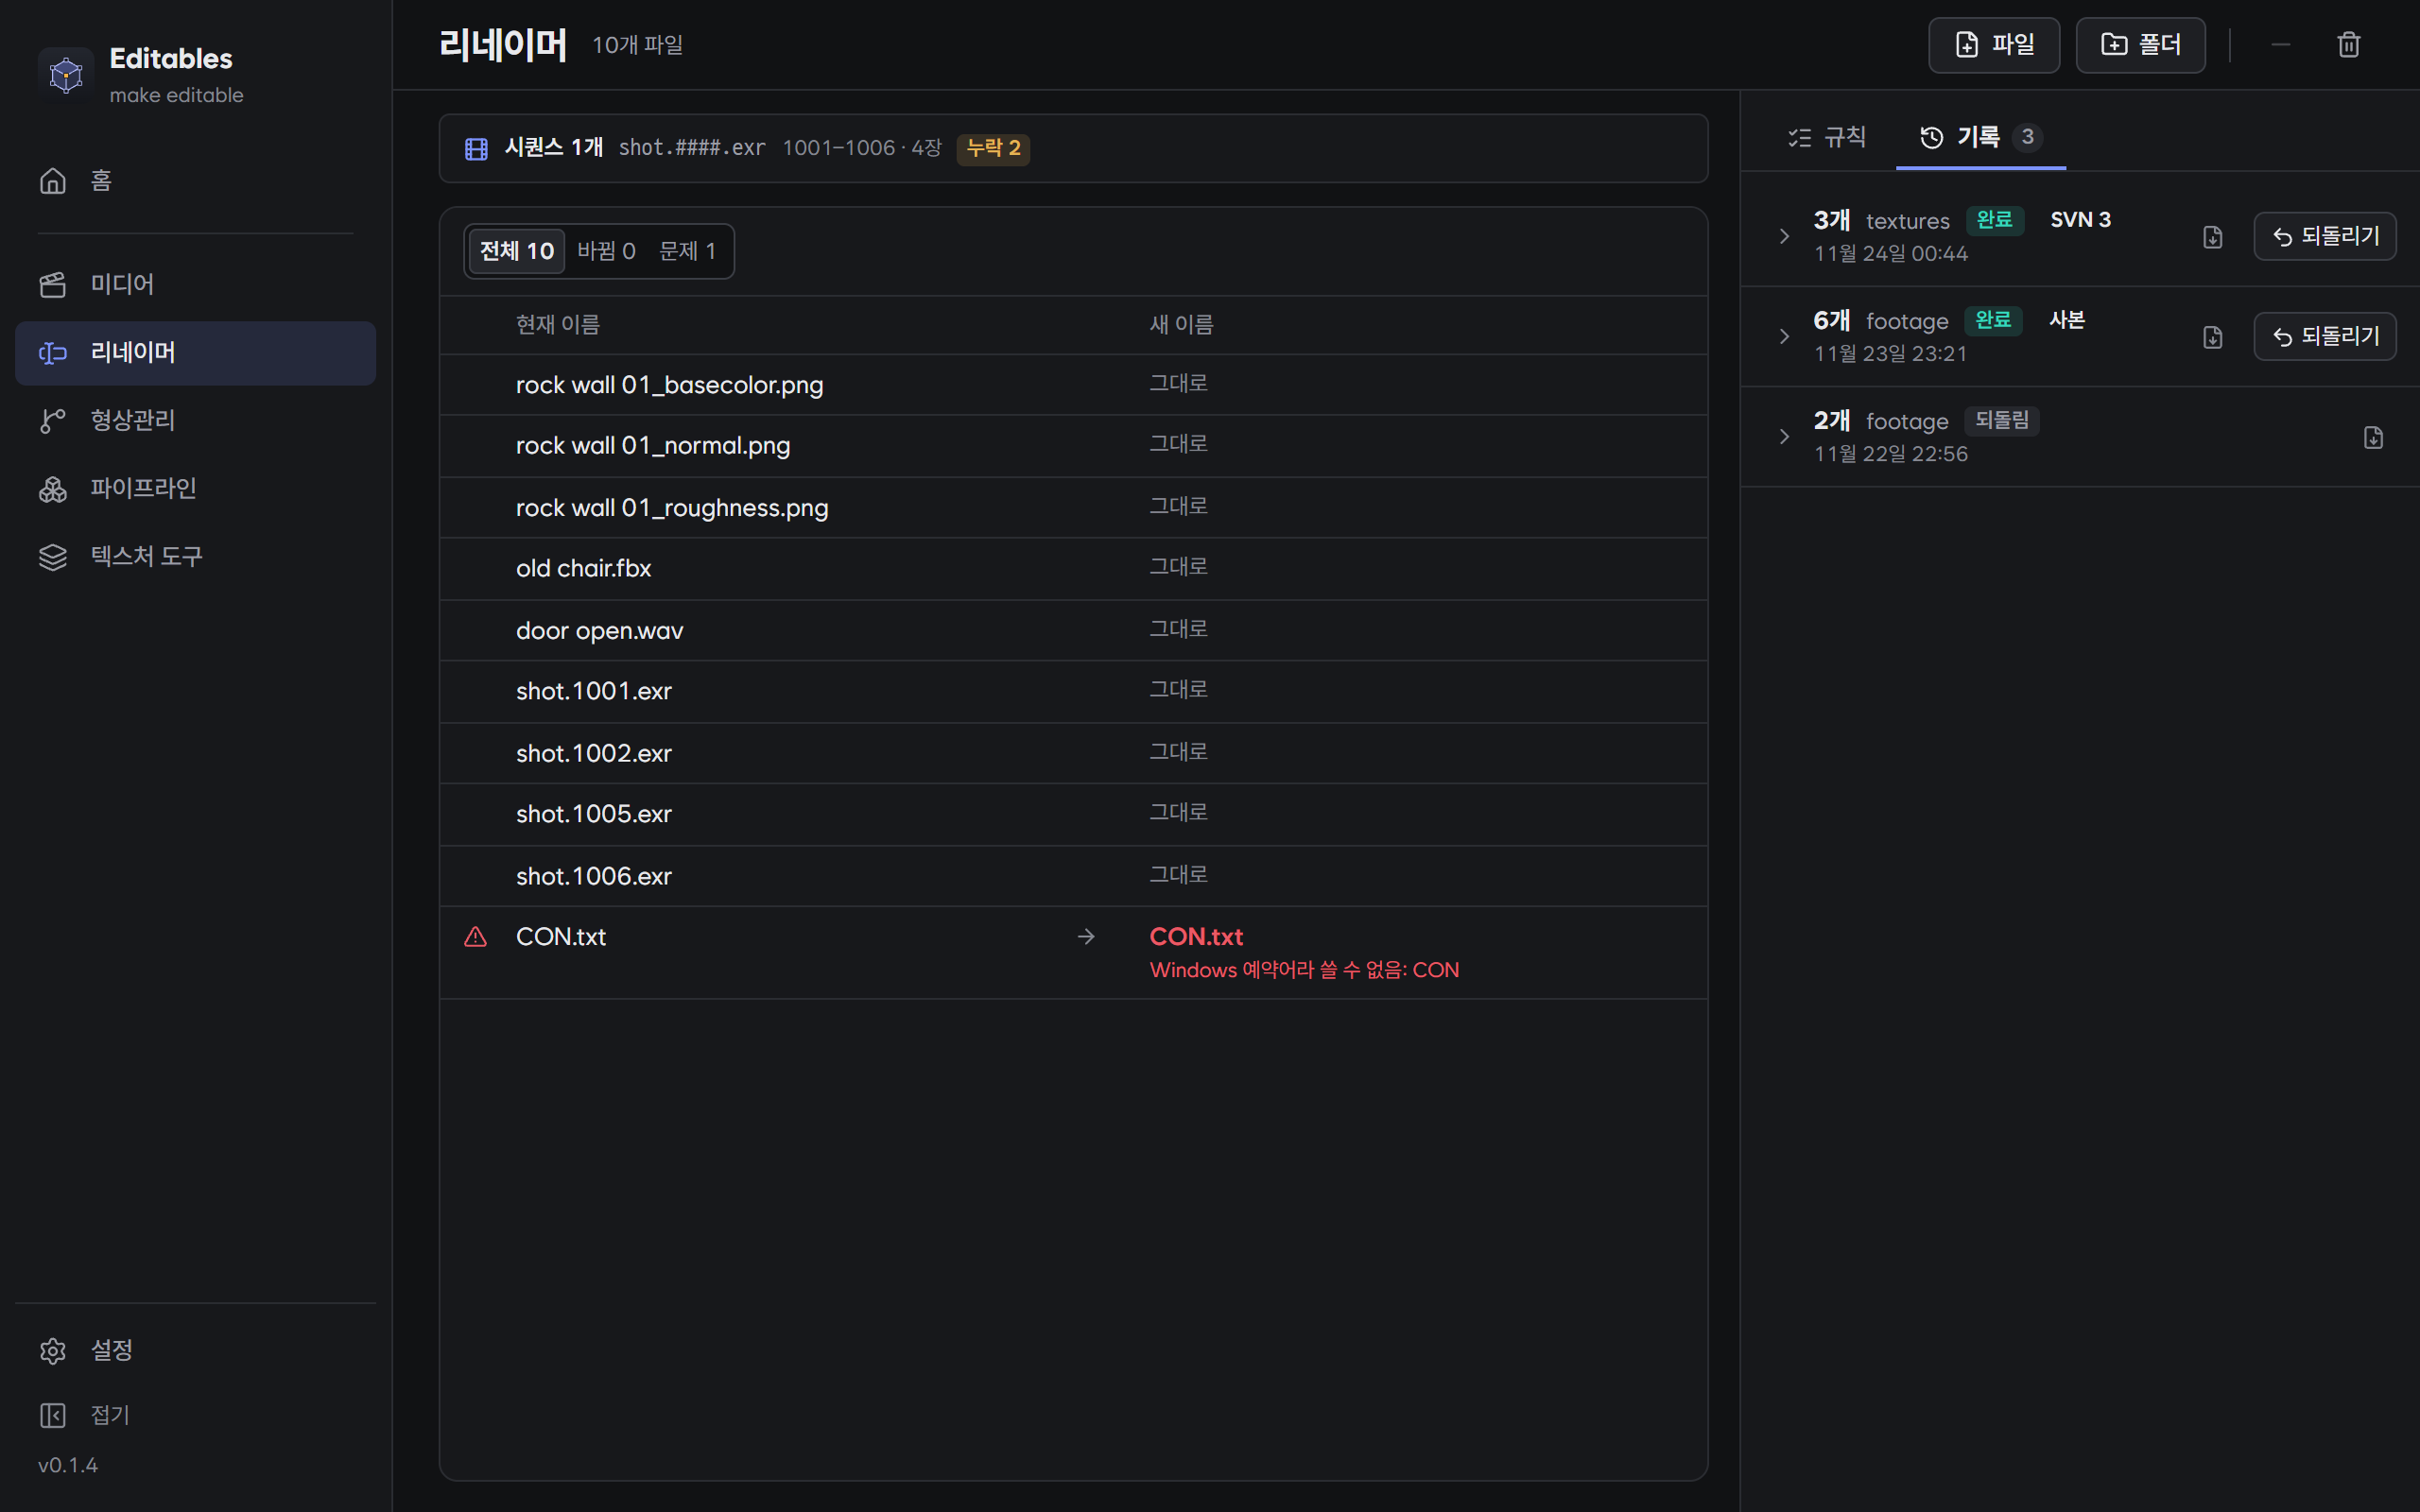 Editables
make editable
홈
미디어
리네이머
형상관리
파이프라인
텍스처 도구
설정
접기
v0.1.4
리네이머 10개 파일
파일
폴더
시퀀스 1개 shot.####.exr 1001–1006 · 4장 누락 2
전체 10 바뀜 0 문제 1
현재 이름 새 이름
rock wall 01_basecolor.png 그대로
rock wall 01_normal.png 그대로
rock wall 01_roughness.png 그대로
old chair.fbx 그대로
door open.wav 그대로
shot.1001.exr 그대로
shot.1002.exr 그대로
shot.1005.exr 그대로
shot.1006.exr 그대로
CON.txt → CON.txt
Windows 예약어라 쓸 수 없음: CON
규칙 기록 3
3개 textures 완료 SVN 3
11월 24일 00:44
되돌리기
6개 footage 완료 사본
11월 23일 23:21
되돌리기
2개 footage 되돌림
11월 22일 22:56